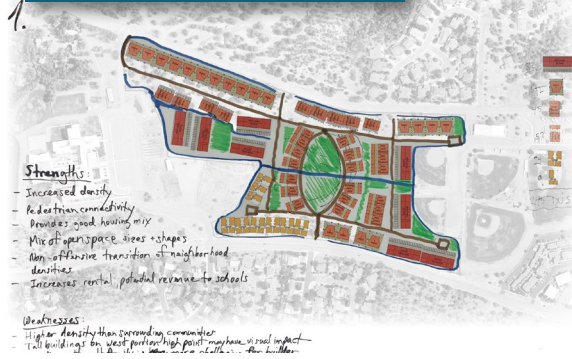 1.
Strengths:
- Increased density
- Pedestrian connectivity
- Provides good housing mix
- Mix of open space sizes + shapes
- Non-offensive transition of neighborhood
densities
- Increases rental, potential revenue to schools
Weaknesses:
- Higher density than surrounding communities
- Tall buildings on west portion/high point may have visual impact